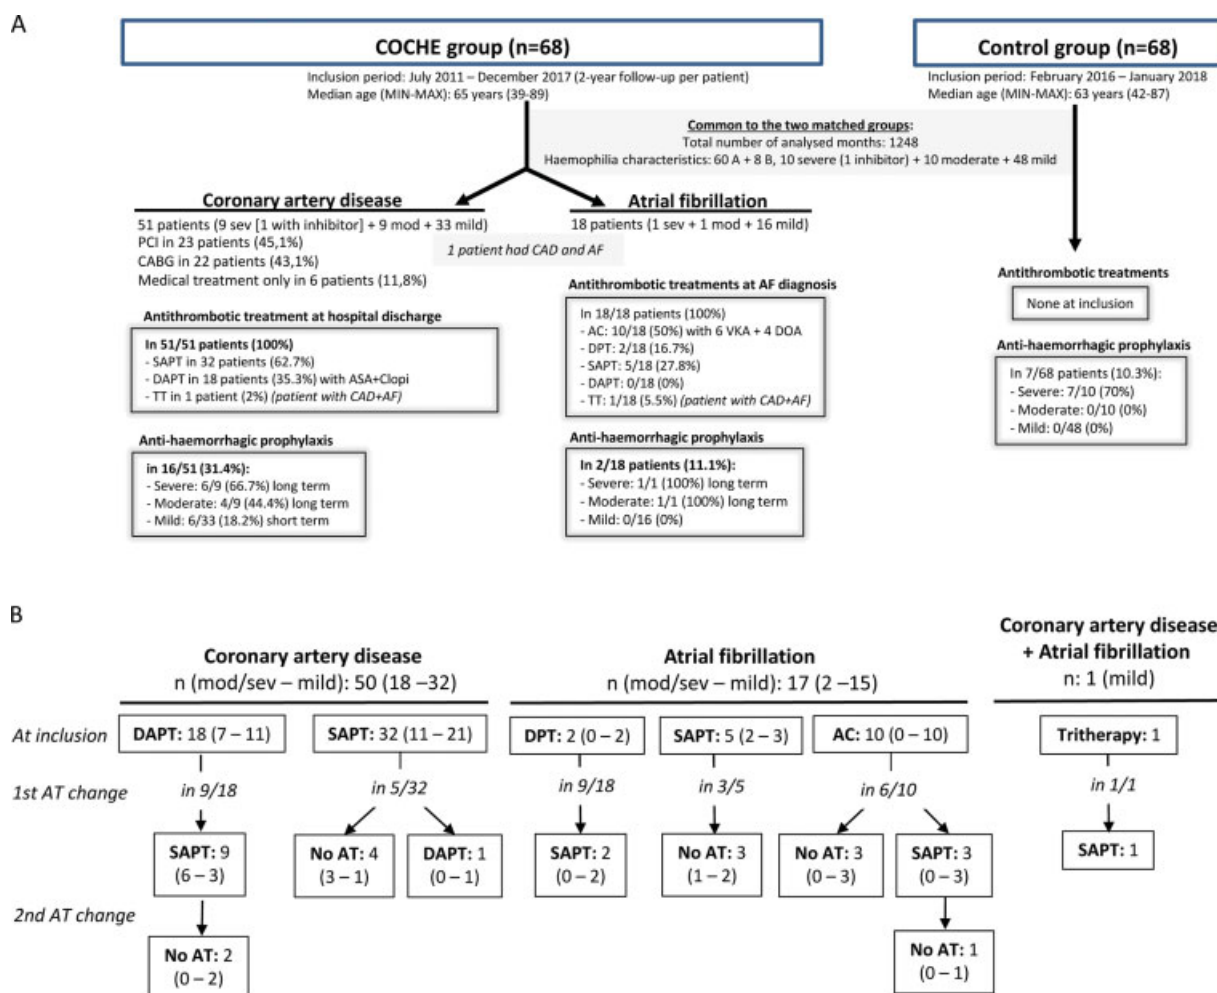 A
COCHE group (n=68)
Inclusion period: July 2011 – December 2017 (2-year follow-up per patient)
Median age (MIN-MAX): 65 years (39-89)
Control group (n=68)
Inclusion period: February 2016 – January 2018
Median age (MIN-MAX): 63 years (42-87)
Common to the two matched groups:
Total number of analysed months: 1248
Haemophilia characteristics: 60 A + 8 B, 10 severe (1 inhibitor) + 10 moderate + 48 mild
Coronary artery disease
51 patients (9 sev [1 with inhibitor] + 9 mod + 33 mild)
PCI in 23 patients (45,1%)
CABG in 22 patients (43,1%)
Medical treatment only in 6 patients (11,8%)
1 patient had CAD and AF
Atrial fibrillation
18 patients (1 sev + 1 mod + 16 mild)
Antithrombotic treatment at hospital discharge
In 51/51 patients (100%)
- SAPT in 32 patients (62.7%)
- DAPT in 18 patients (35.3%) with ASA+Clopi
- TT in 1 patient (2%) (patient with CAD+AF)
Anti-haemorrhagic prophylaxis
in 16/51 (31.4%):
- Severe: 6/9 (66.7%) long term
- Moderate: 4/9 (44.4%) long term
- Mild: 6/33 (18.2%) short term
Antithrombotic treatments at AF diagnosis
In 18/18 patients (100%)
- AC: 10/18 (50%) with 6 VKA + 4 DOA
- DPT: 2/18 (16.7%)
- SAPT: 5/18 (27.8%)
- DAPT: 0/18 (0%)
- TT: 1/18 (5.5%) (patient with CAD+AF)
Anti-haemorrhagic prophylaxis
In 2/18 patients (11.1%):
- Severe: 1/1 (100%) long term
- Moderate: 1/1 (100%) long term
- Mild: 0/16 (0%)
Antithrombotic treatments
None at inclusion
Anti-haemorrhagic prophylaxis
In 7/68 patients (10.3%):
- Severe: 7/10 (70%)
- Moderate: 0/10 (0%)
- Mild: 0/48 (0%)
B
Coronary artery disease
n (mod/sev – mild): 50 (18 –32)
Atrial fibrillation
n (mod/sev – mild): 17 (2 –15)
Coronary artery disease
+ Atrial fibrillation
n: 1 (mild)
At inclusion
DAPT: 18 (7 – 11)
SAPT: 32 (11 – 21)
DPT: 2 (0 – 2)
SAPT: 5 (2 – 3)
AC: 10 (0 – 10)
Tritherapy: 1
1st AT change
in 9/18
in 5/32
in 9/18
in 3/5
in 6/10
in 1/1
SAPT: 9
(6 – 3)
No AT: 4
(3 – 1)
DAPT: 1
(0 – 1)
SAPT: 2
(0 – 2)
No AT: 3
(1 – 2)
No AT: 3
(0 – 3)
SAPT: 3
(0 – 3)
SAPT: 1
2nd AT change
No AT: 2
(0 – 2)
No AT: 1
(0 – 1)